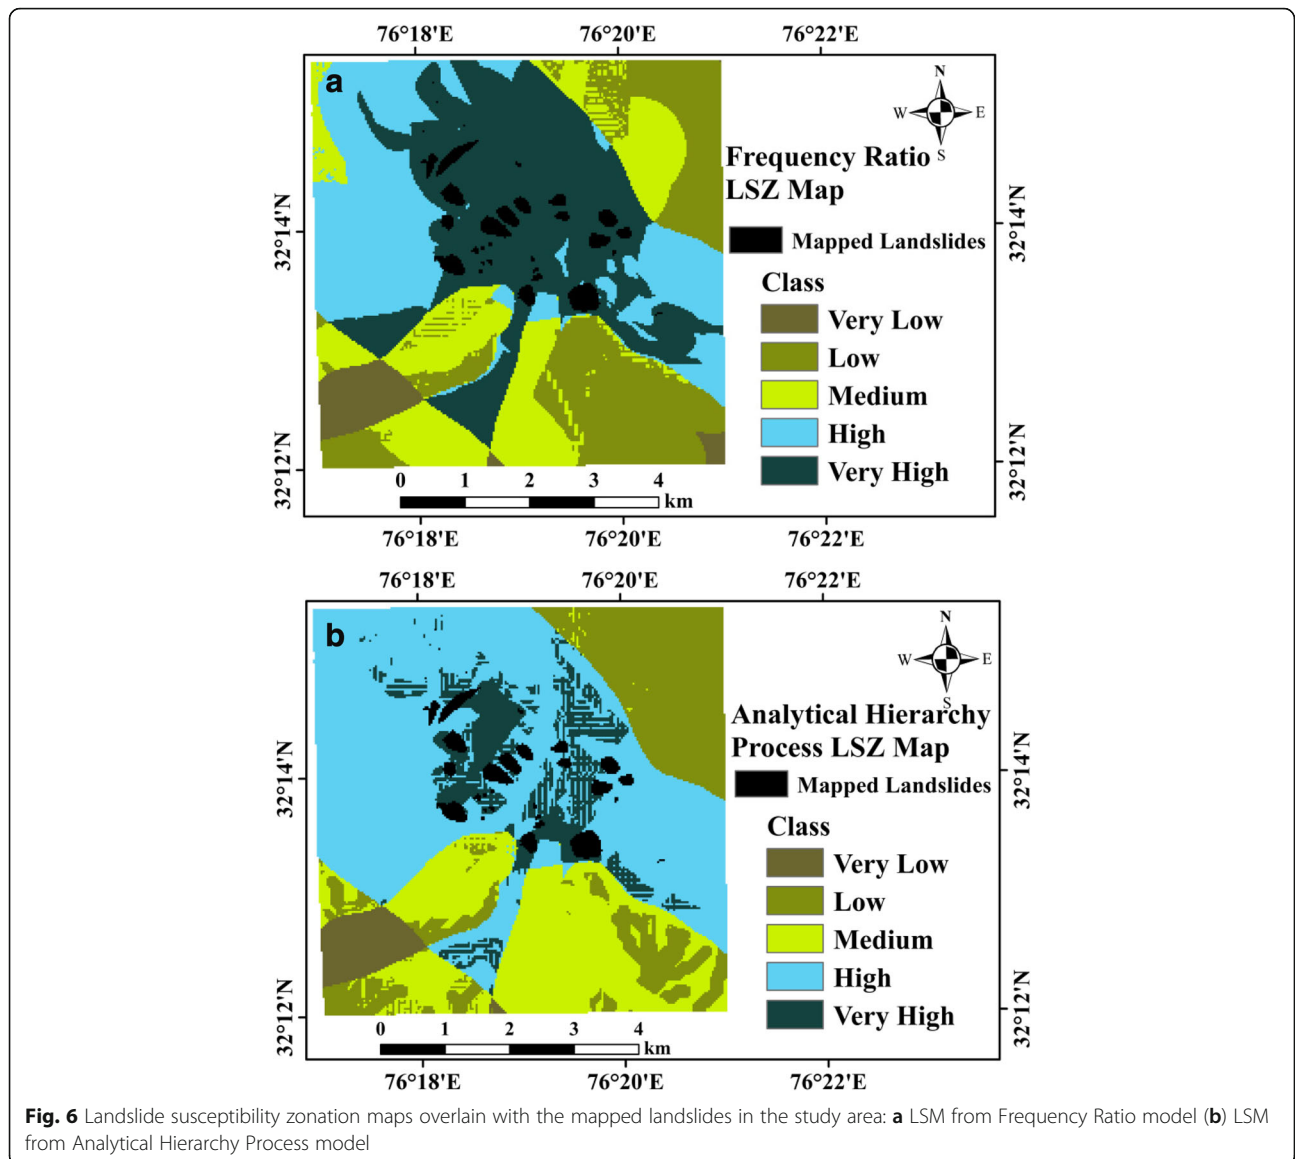 76°18'E 76°20'E 76°22'E
a
N
W E
S
Frequency Ratio
LSZ Map
Mapped Landslides
Class
Very Low
Low
Medium
High
Very High
32°14'N 32°14'N
32°12'N 32°12'N
0 1 2 3 4
km
76°18'E 76°20'E 76°22'E
76°18'E 76°20'E 76°22'E
b
N
W E
S
Analytical Hierarchy
Process LSZ Map
Mapped Landslides
Class
Very Low
Low
Medium
High
Very High
32°14'N 32°14'N
32°12'N 32°12'N
0 1 2 3 4
km
76°18'E 76°20'E 76°22'E
Fig. 6 Landslide susceptibility zonation maps overlain with the mapped landslides in the study area: a LSM from Frequency Ratio model (b) LSM
from Analytical Hierarchy Process model